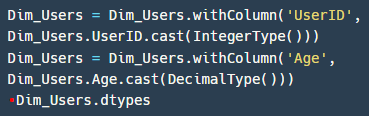 Dim_Users = Dim_Users.withColumn('UserID',
Dim_Users.UserID.cast(IntegerType()))
Dim_Users = Dim_Users.withColumn('Age',
Dim_Users.Age.cast(DecimalType()))
Dim_Users.dtypes